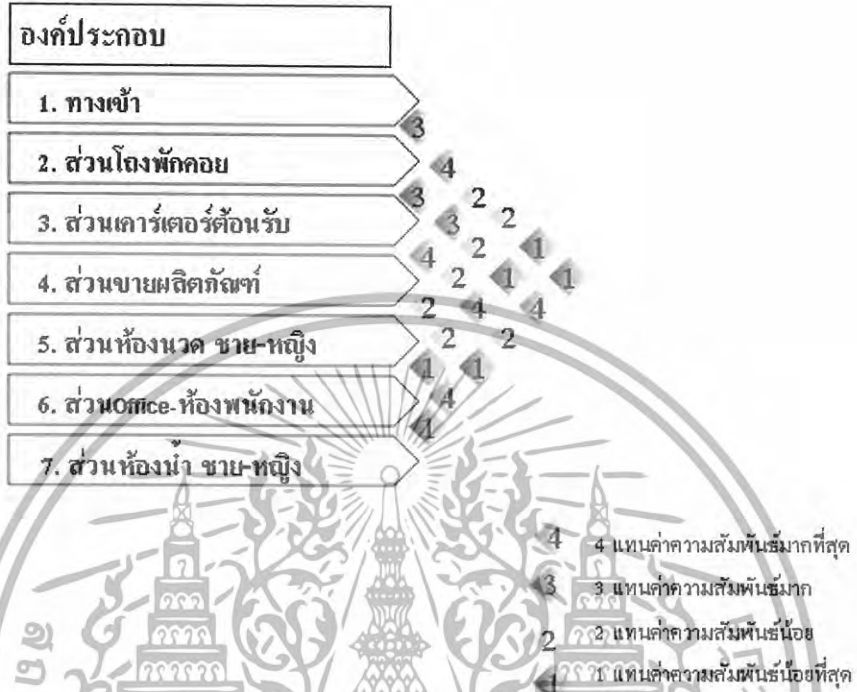 องค์ประกอบ
1. ทางเข้า
3
2. ส่วนโถงพักคอย
4
3 2
3. ส่วนเคาร์เตอร์ต้อนรับ
3 2
4 2 1
4. ส่วนขายผลิตภัณฑ์
2 1 1
2 4 4
5. ส่วนห้องนวด ชาย-หญิง
2 2
1 1
6. ส่วนOffice-ห้องพนักงาน
4
1
7. ส่วนห้องน้ำ ชาย-หญิง
4 4 แทนค่าความสัมพันธ์มากที่สุด
3 3 แทนค่าความสัมพันธ์มาก
2 2 แทนค่าความสัมพันธ์น้อย
1 1 แทนค่าความสัมพันธ์น้อยที่สุด